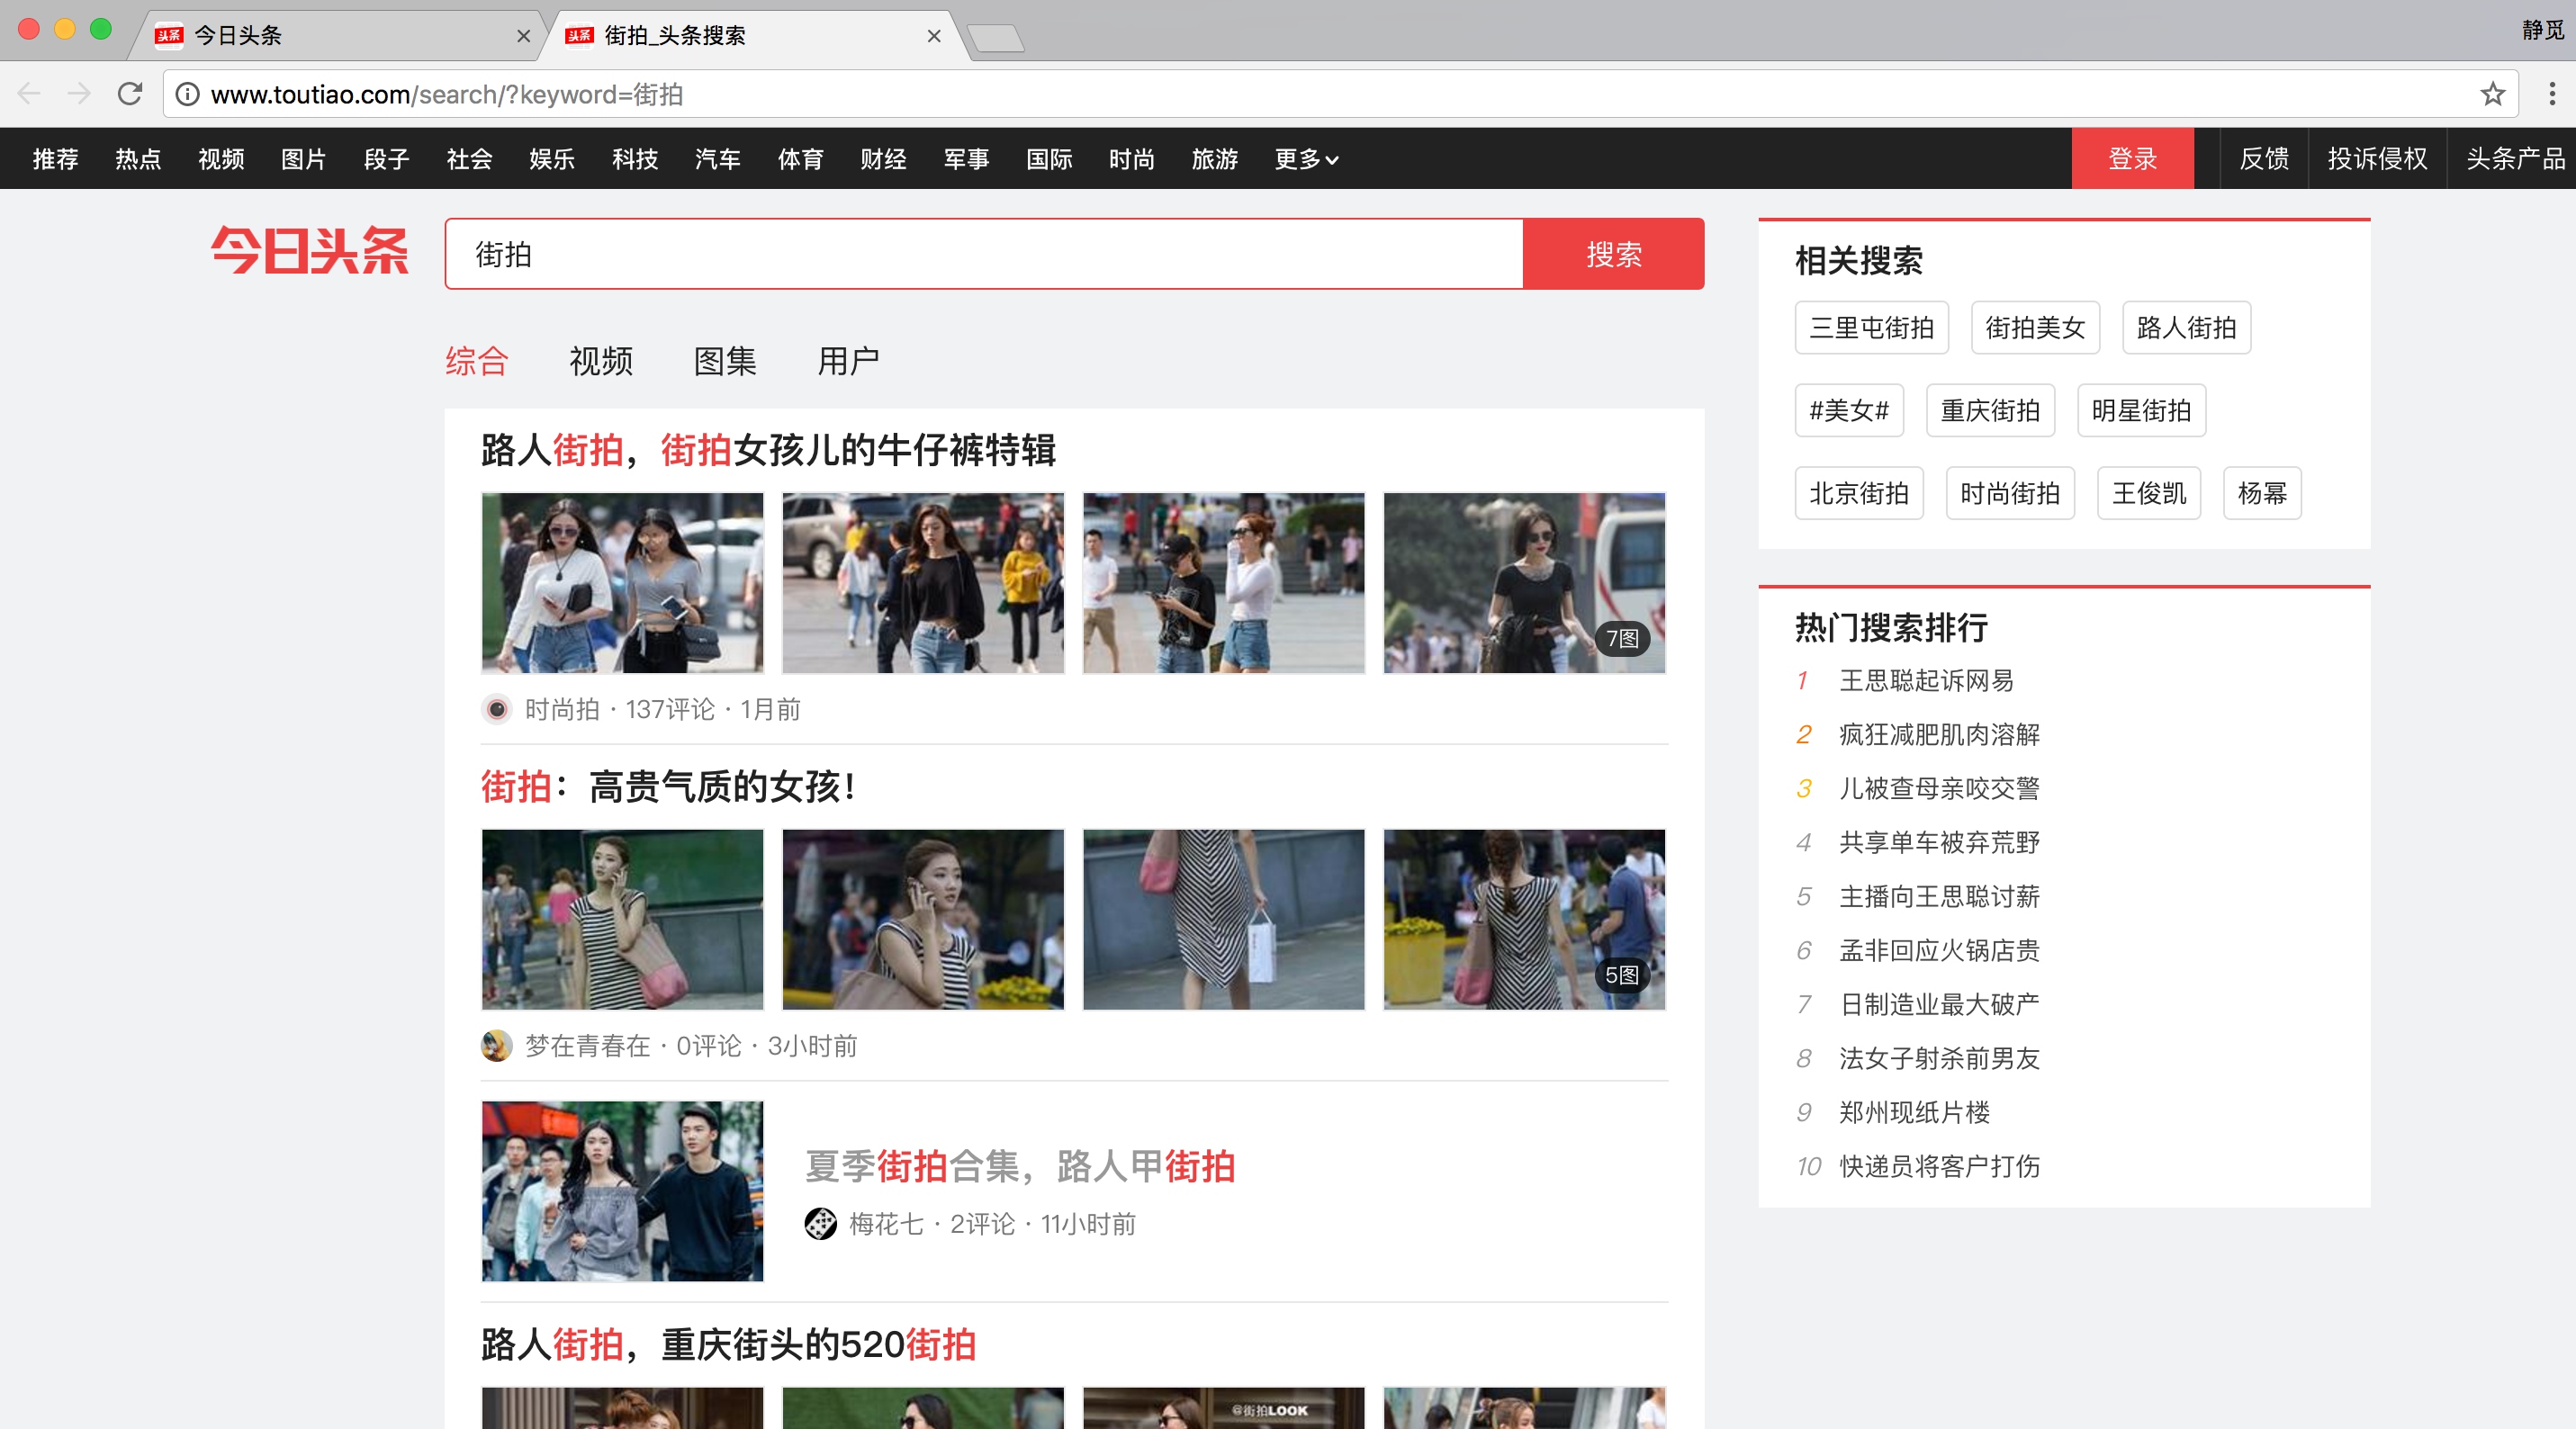 今日头条
街拍_头条搜索
静觅
www.toutiao.com/search/?keyword=街拍
推荐 热点 视频 图片 段子 社会 娱乐 科技 汽车 体育 财经 军事 国际 时尚 旅游 更多 登录 反馈 投诉侵权 头条产品
今日头条
街拍
搜索
综合 视频 图集 用户
路人街拍，街拍女孩儿的牛仔裤特辑
7图
时尚拍 · 137评论 · 1月前
街拍：高贵气质的女孩！
5图
梦在青春在 · 0评论 · 3小时前
夏季街拍合集，路人甲街拍
梅花七 · 2评论 · 11小时前
路人街拍，重庆街头的520街拍
@街拍LOOK
相关搜索
三里屯街拍 街拍美女 路人街拍
#美女# 重庆街拍 明星街拍
北京街拍 时尚街拍 王俊凯 杨幂
热门搜索排行
1 王思聪起诉网易
2 疯狂减肥肌肉溶解
3 儿被查母亲咬交警
4 共享单车被弃荒野
5 主播向王思聪讨薪
6 孟非回应火锅店贵
7 日制造业最大破产
8 法女子射杀前男友
9 郑州现纸片楼
10 快递员将客户打伤